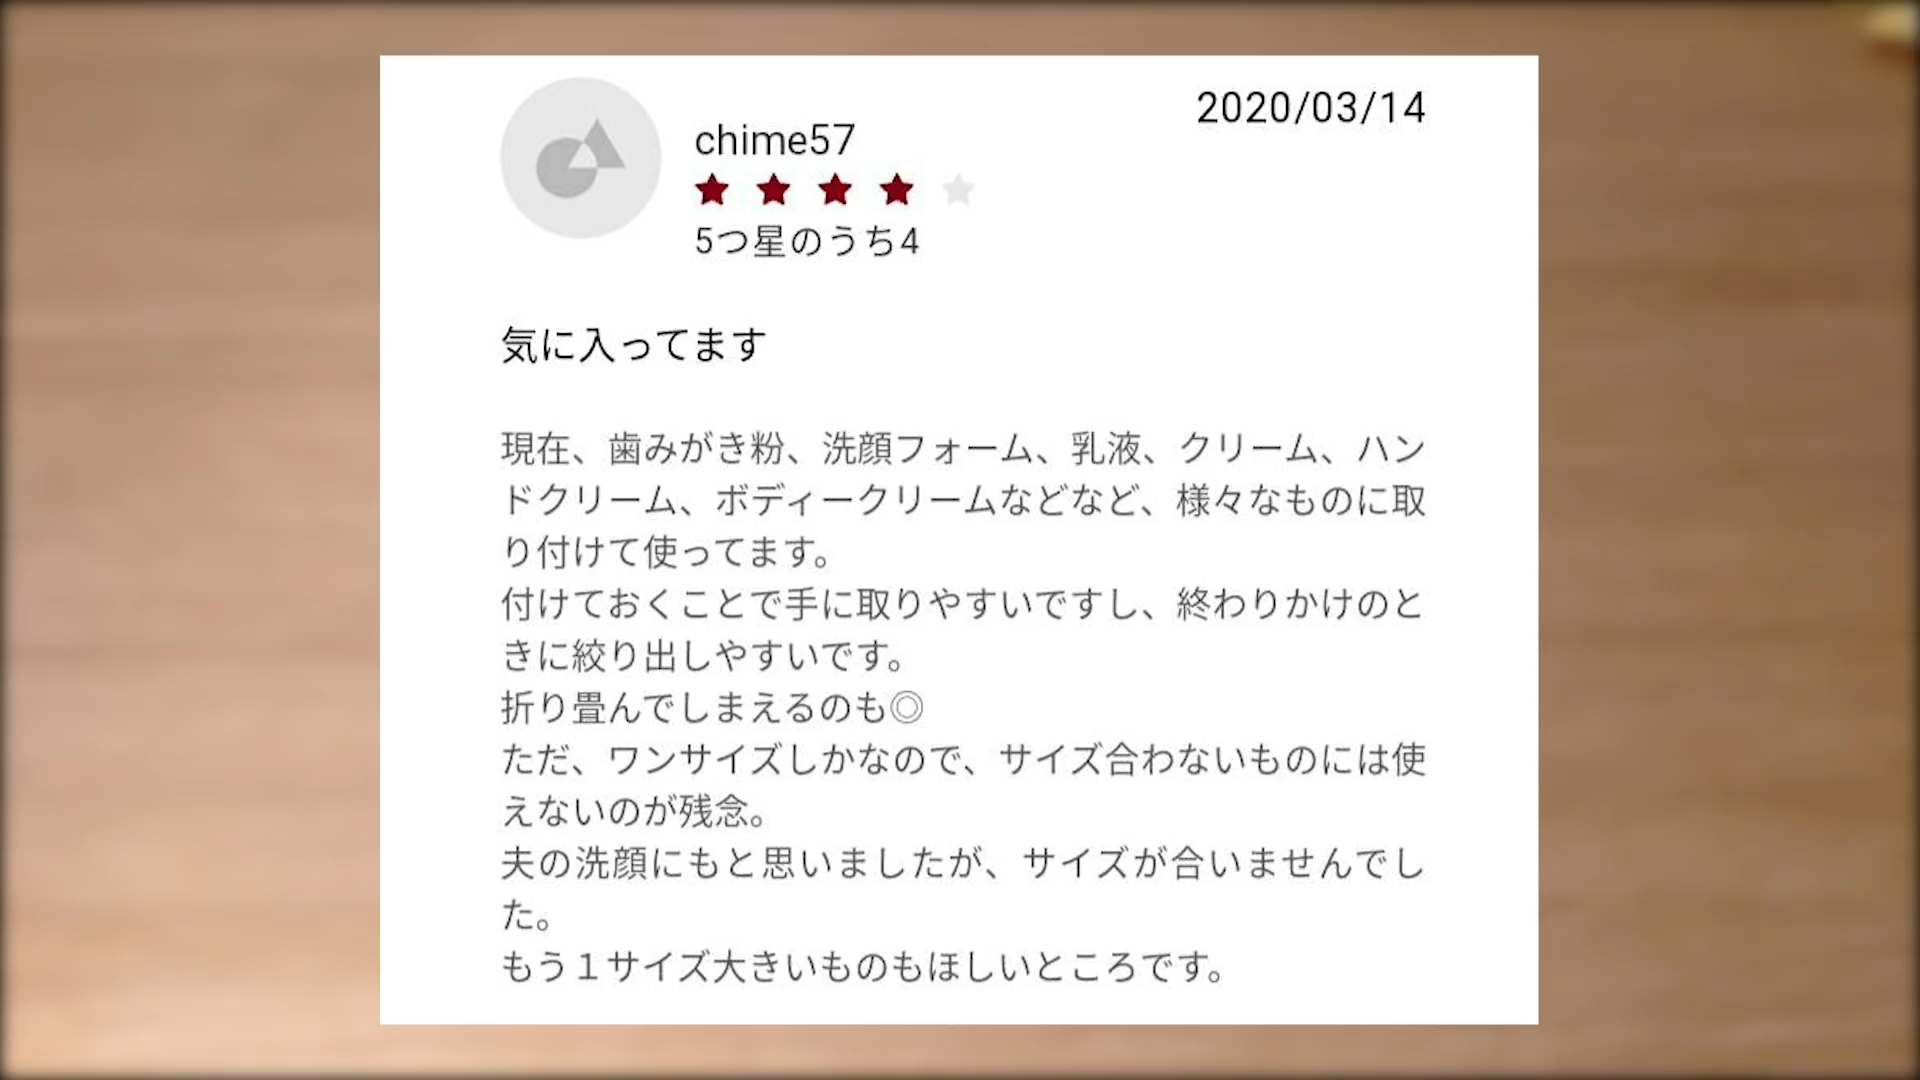 2020/03/14
chime57
5つ星のうち4
気に入ってます
現在、歯みがき粉、洗顔フォーム、乳液、クリーム、ハン
ドクリーム、ボディークリームなどなど、様々なものに取
り付けて使ってます。
付けておくことで手に取りやすいですし、終わりかけのと
きに絞り出しやすいです。
折り畳んでしまえるのも◎
ただ、ワンサイズしかなので、サイズ合わないものには使
えないのが残念。
夫の洗顔にもと思いましたが、サイズが合いませんでし
た。
もう１サイズ大きいものもほしいところです。